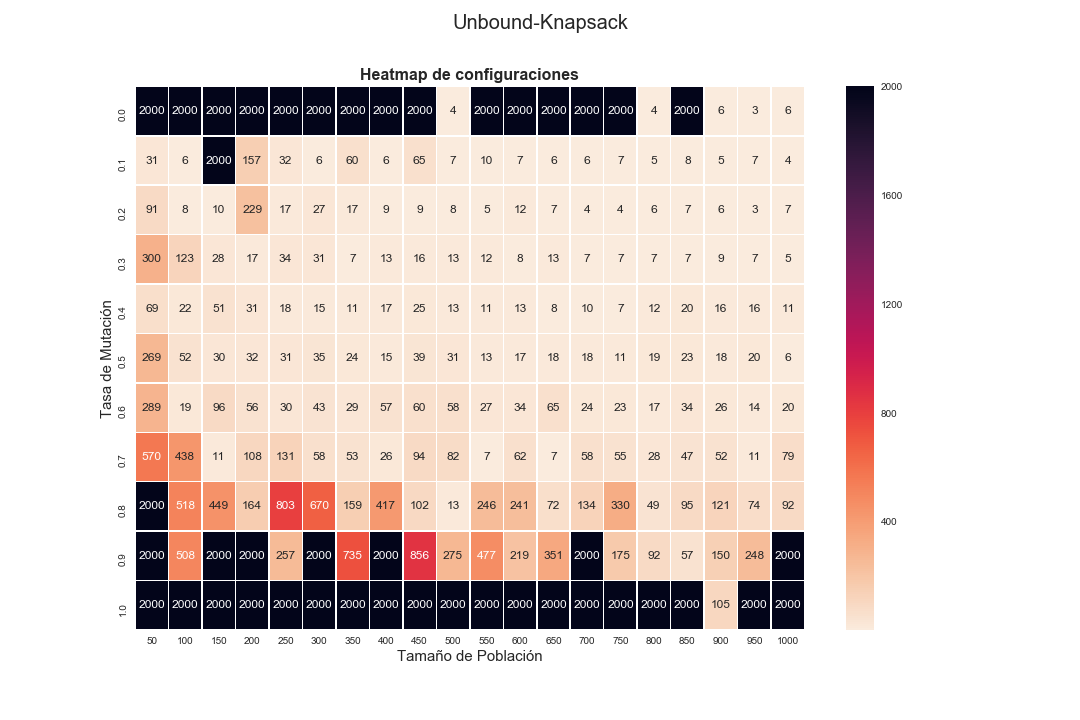 Unbound-Knapsack
Heatmap de configuraciones
Tasa de Mutación
0.0 2000 2000 2000 2000 2000 2000 2000 2000 2000 4 2000 2000 2000 2000 2000 4 2000 6 3 6
0.1 31 6 2000 157 32 6 60 6 65 7 10 7 6 6 7 5 8 5 7 4
0.2 91 8 10 229 17 27 17 9 9 8 5 12 7 4 4 6 7 6 3 7
0.3 300 123 28 17 34 31 7 13 16 13 12 8 13 7 7 7 7 9 7 5
0.4 69 22 51 31 18 15 11 17 25 13 11 13 8 10 7 12 20 16 16 11
0.5 269 52 30 32 31 35 24 15 39 31 13 17 18 18 11 19 23 18 20 6
0.6 289 19 96 56 30 43 29 57 60 58 27 34 65 24 23 17 34 26 14 20
0.7 570 438 11 108 131 58 53 26 94 82 7 62 7 58 55 28 47 52 11 79
0.8 2000 518 449 164 803 670 159 417 102 13 246 241 72 134 330 49 95 121 74 92
0.9 2000 508 2000 2000 257 2000 735 2000 856 275 477 219 351 2000 175 92 57 150 248 2000
1.0 2000 2000 2000 2000 2000 2000 2000 2000 2000 2000 2000 2000 2000 2000 2000 2000 2000 105 2000 2000
50 100 150 200 250 300 350 400 450 500 550 600 650 700 750 800 850 900 950 1000
Tamaño de Población
2000
1600
1200
800
400